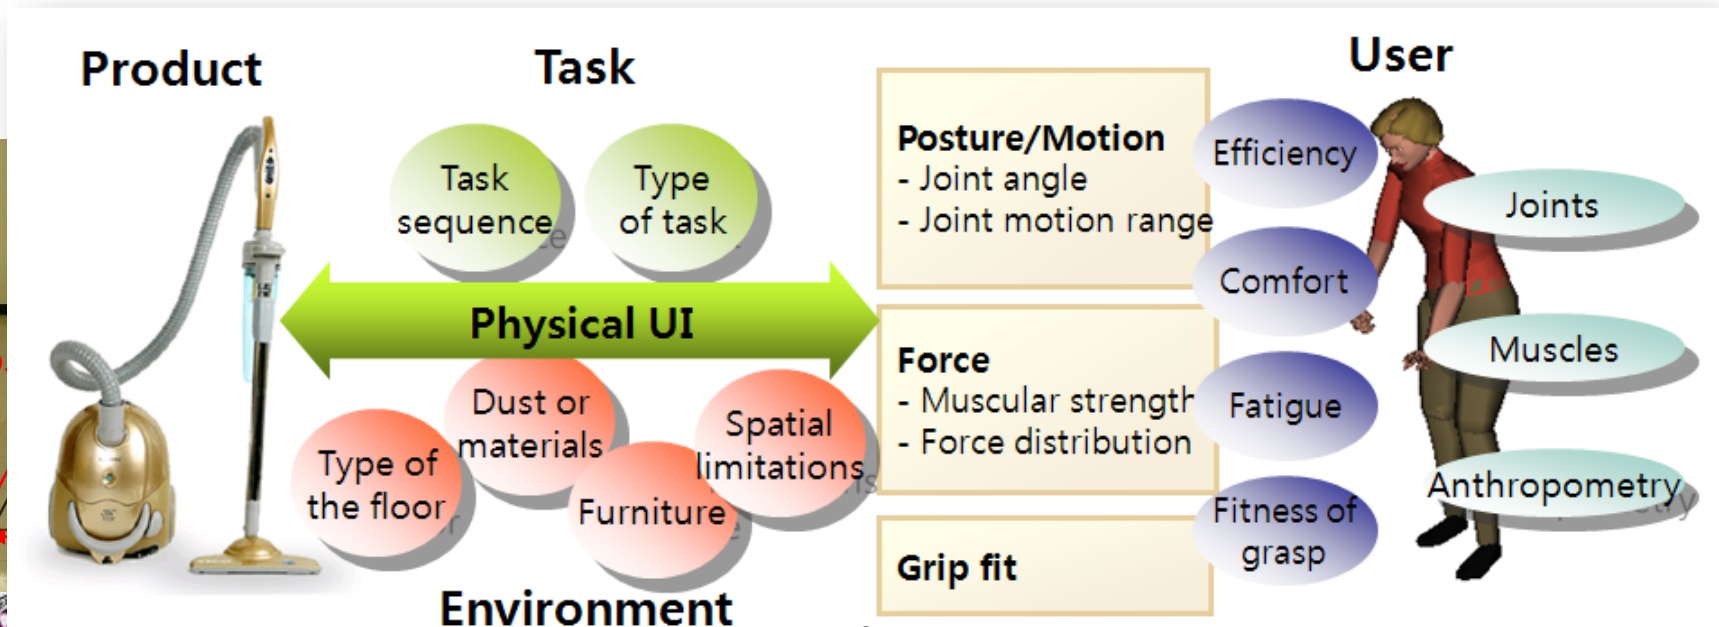 Product
Task
User
Task
sequence
Type
of task
Physical UI
Dust or
materials
Spatial
limitations
Type of
the floor
Furniture
Environment
Posture/Motion
- Joint angle
- Joint motion range
Force
- Muscular strength
- Force distribution
Grip fit
Efficiency
Comfort
Fatigue
Fitness of
grasp
Joints
Muscles
Anthropometry